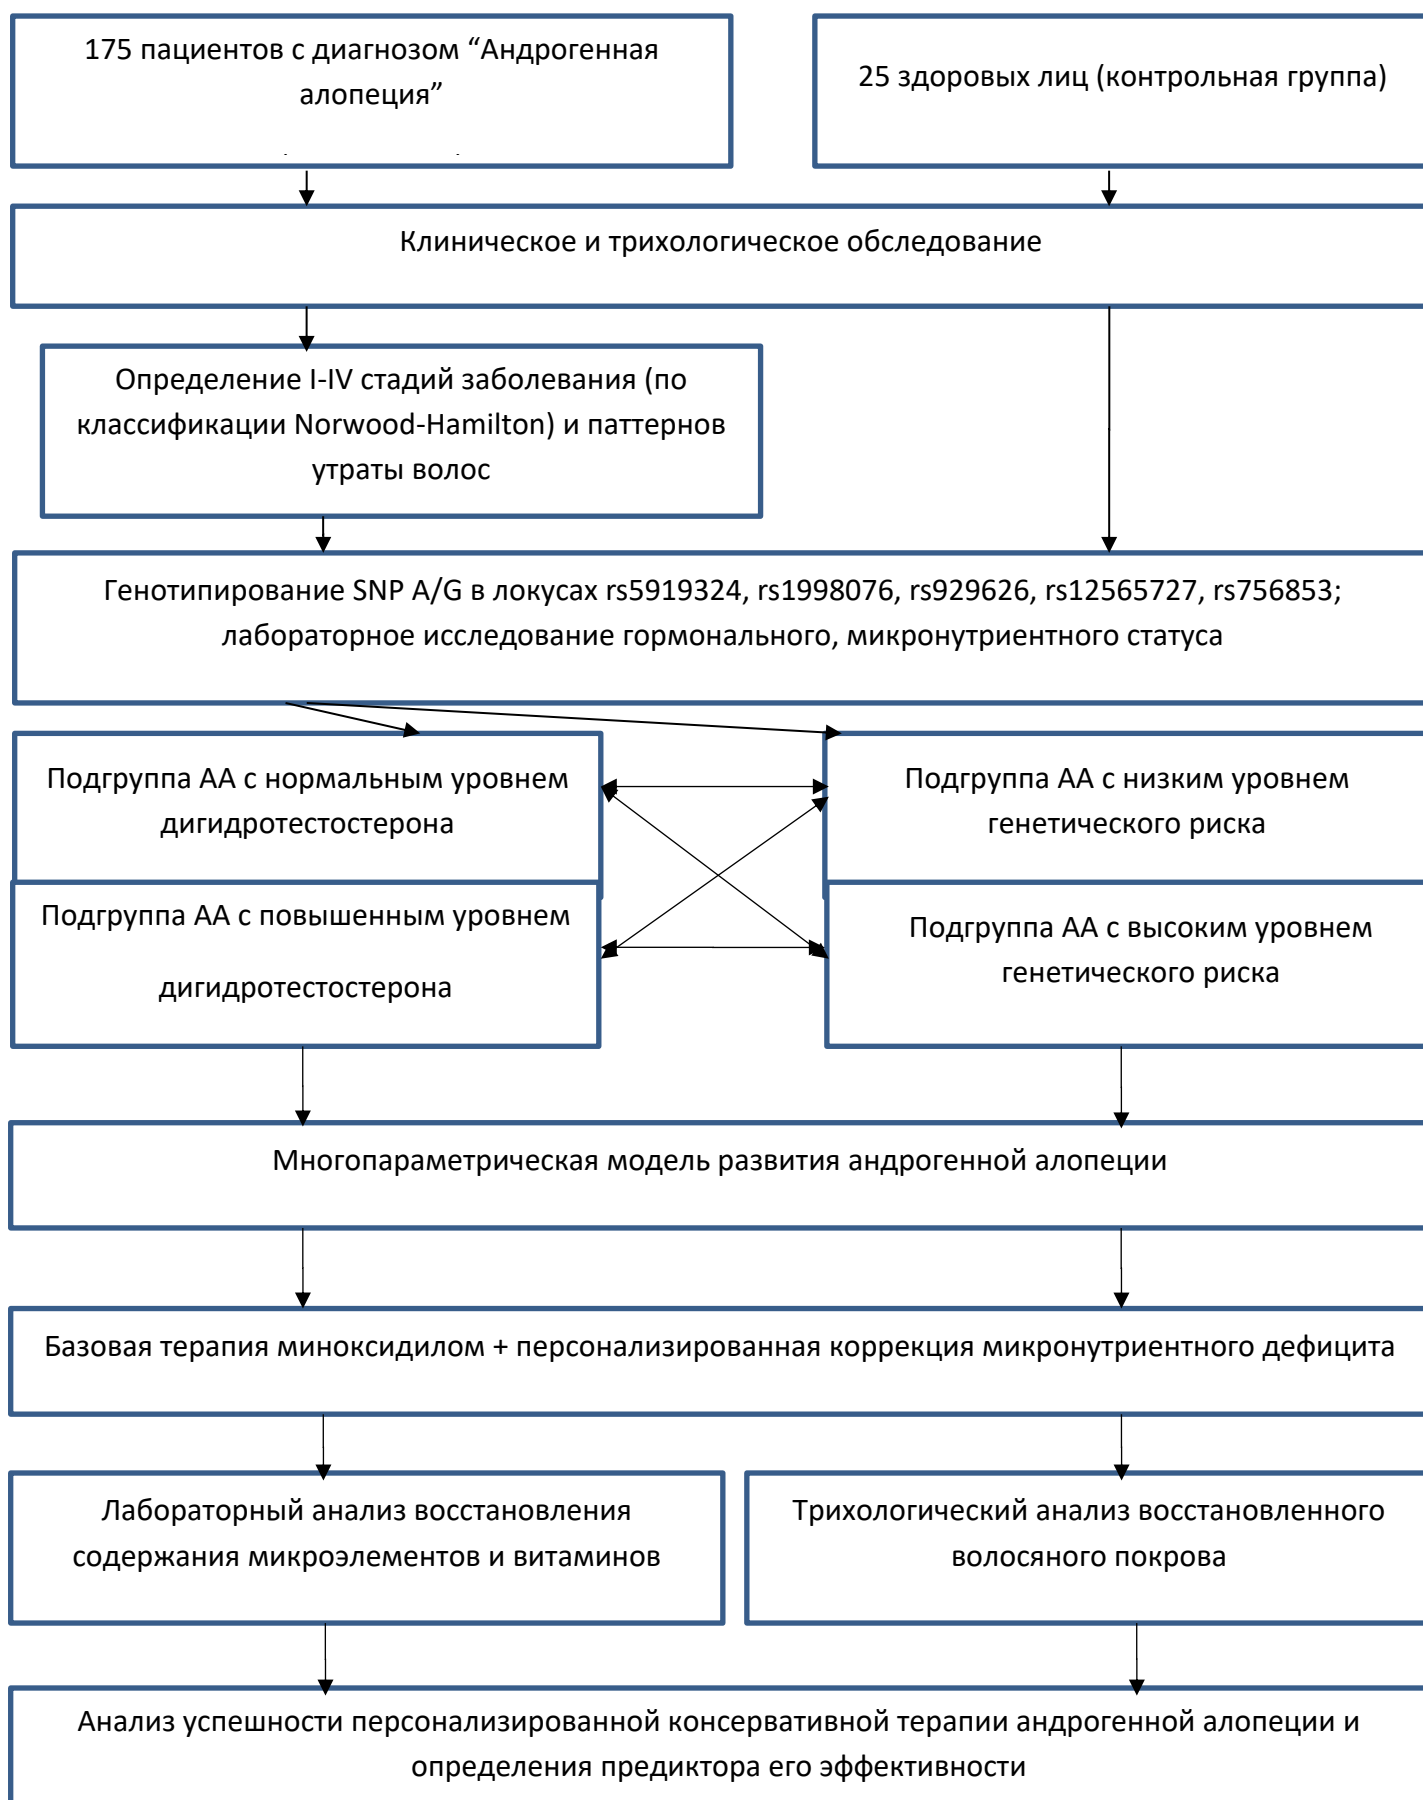 175 пациентов с диагнозом “Андрогенная
алопеция”
25 здоровых лиц (контрольная группа)
Клиническое и трихологическое обследование
Определение I-IV стадий заболевания (по
классификации Norwood-Hamilton) и паттернов
утраты волос
Генотипирование SNP A/G в локусах rs5919324, rs1998076, rs929626, rs12565727, rs756853;
лабораторное исследование гормонального, микронутриентного статуса
Подгруппа АА с нормальным уровнем
дигидротестостерона
Подгруппа АА с низким уровнем
генетического риска
Подгруппа АА с повышенным уровнем
дигидротестостерона
Подгруппа АА с высоким уровнем
генетического риска
Многопараметрическая модель развития андрогенной алопеции
Базовая терапия миноксидилом + персонализированная коррекция микронутриентного дефицита
Лабораторный анализ восстановления
содержания микроэлементов и витаминов
Трихологический анализ восстановленного
волосяного покрова
Анализ успешности персонализированной консервативной терапии андрогенной алопеции и
определения предиктора его эффективности